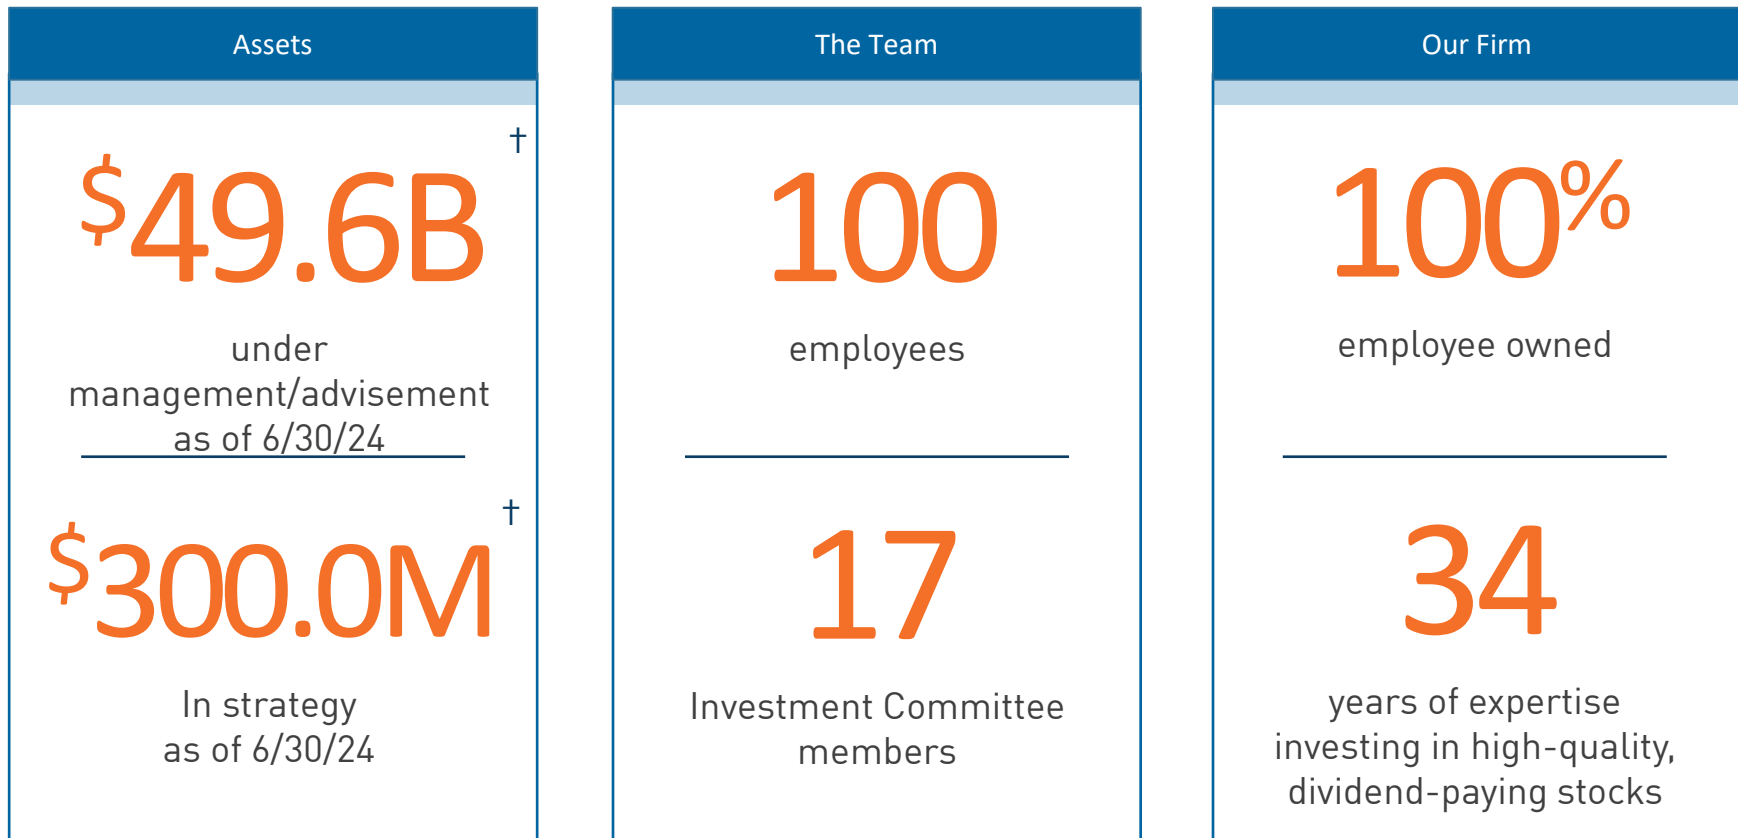 Assets
$49.6B†
under
management/advisement
as of 6/30/24
$300.0M†
In strategy
as of 6/30/24
The Team
100
employees
17
Investment Committee
members
Our Firm
100%
employee owned
34
years of expertise
investing in high-quality,
dividend-paying stocks